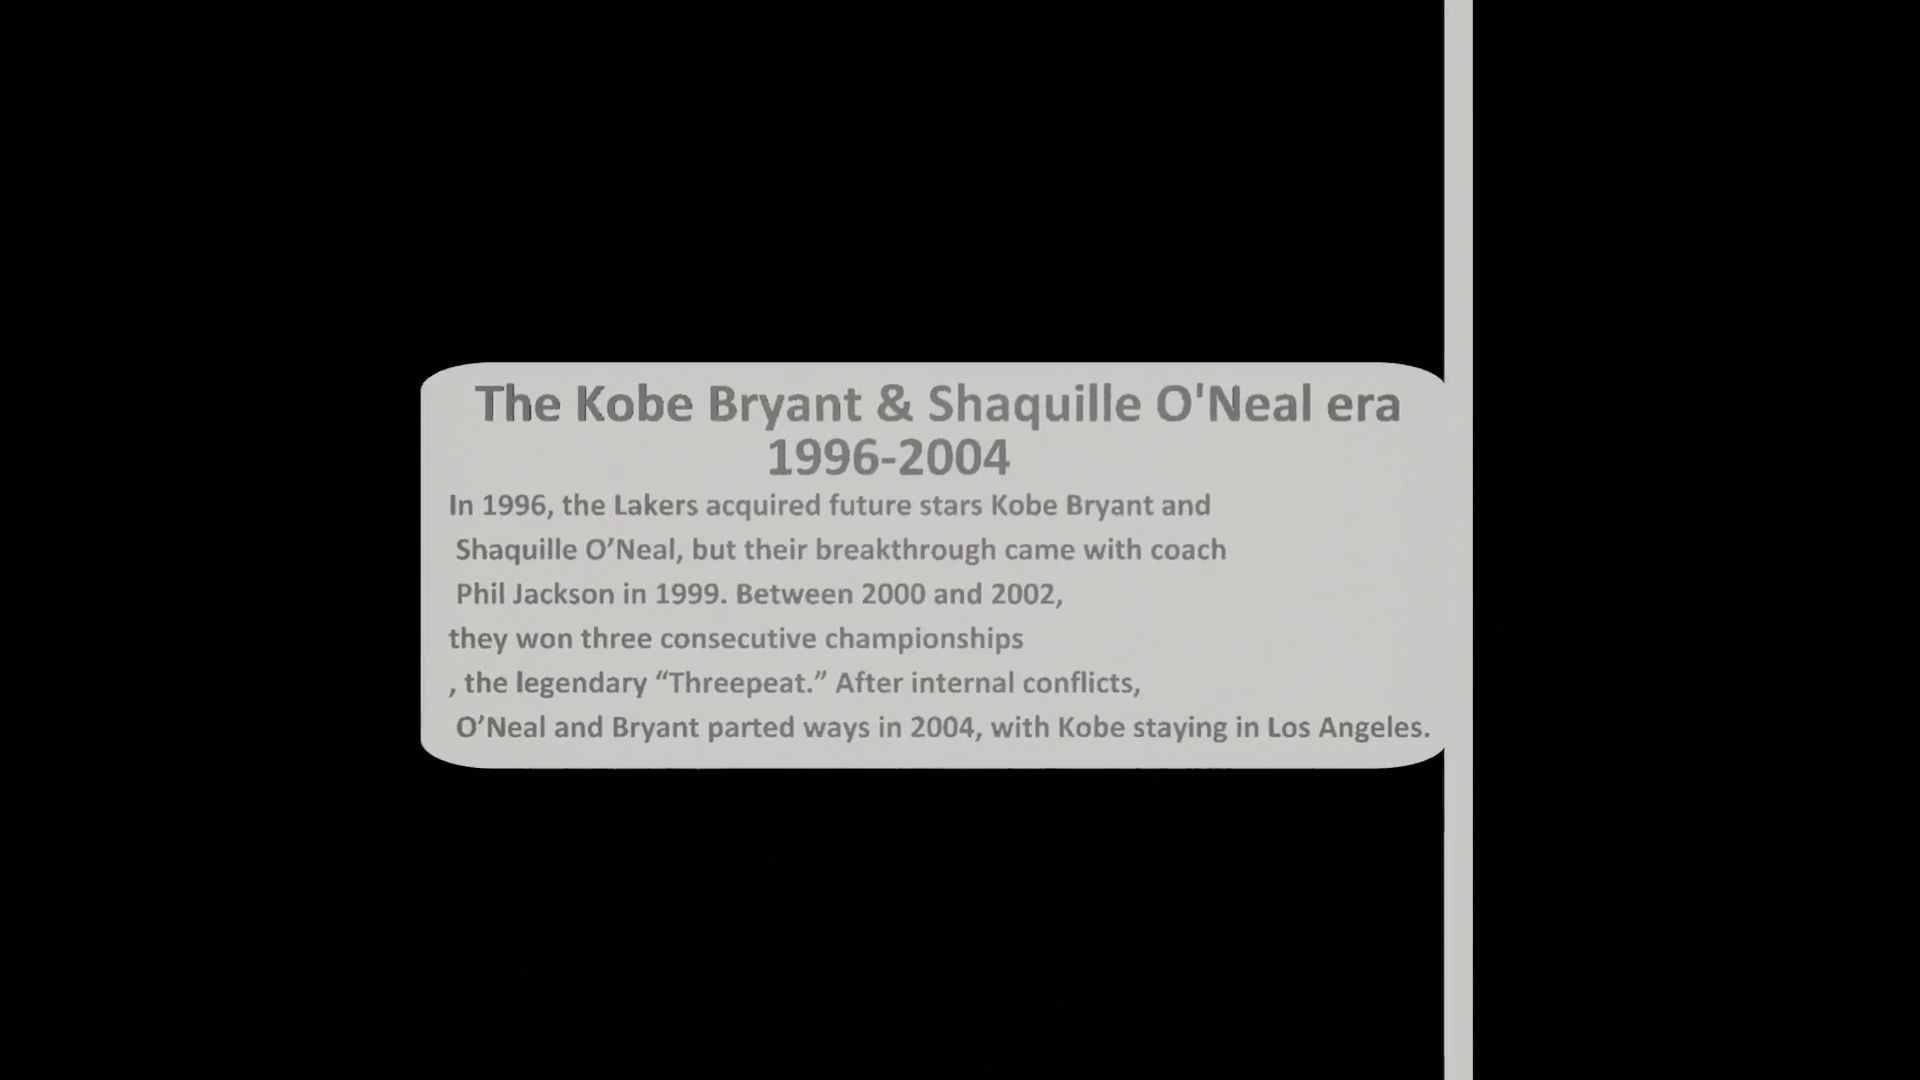 The Kobe Bryant & Shaquille O'Neal era
1996-2004
In 1996, the Lakers acquired future stars Kobe Bryant and
Shaquille O’Neal, but their breakthrough came with coach
Phil Jackson in 1999. Between 2000 and 2002,
they won three consecutive championships
, the legendary “Threepeat.” After internal conflicts,
O’Neal and Bryant parted ways in 2004, with Kobe staying in Los Angeles.